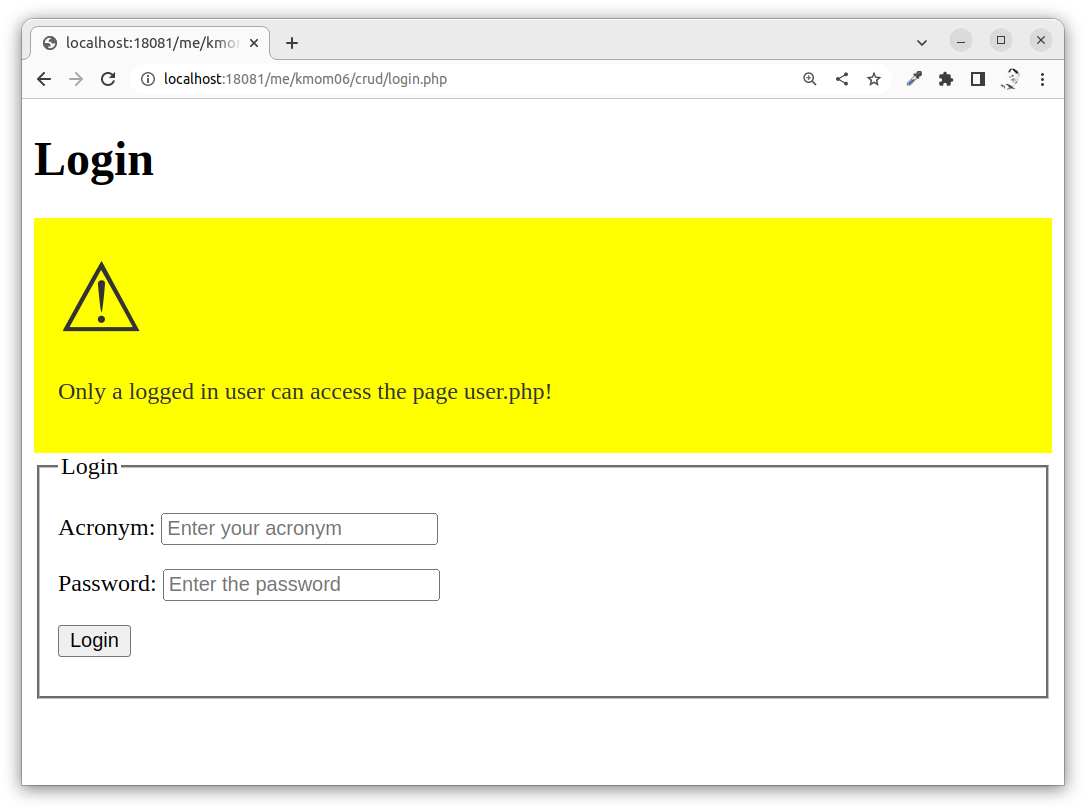 localhost:18081/me/kmo
localhost:18081/me/kmom06/crud/login.php
Login
Only a logged in user can access the page user.php!
Login
Acronym: Enter your acronym
Password: Enter the password
Login